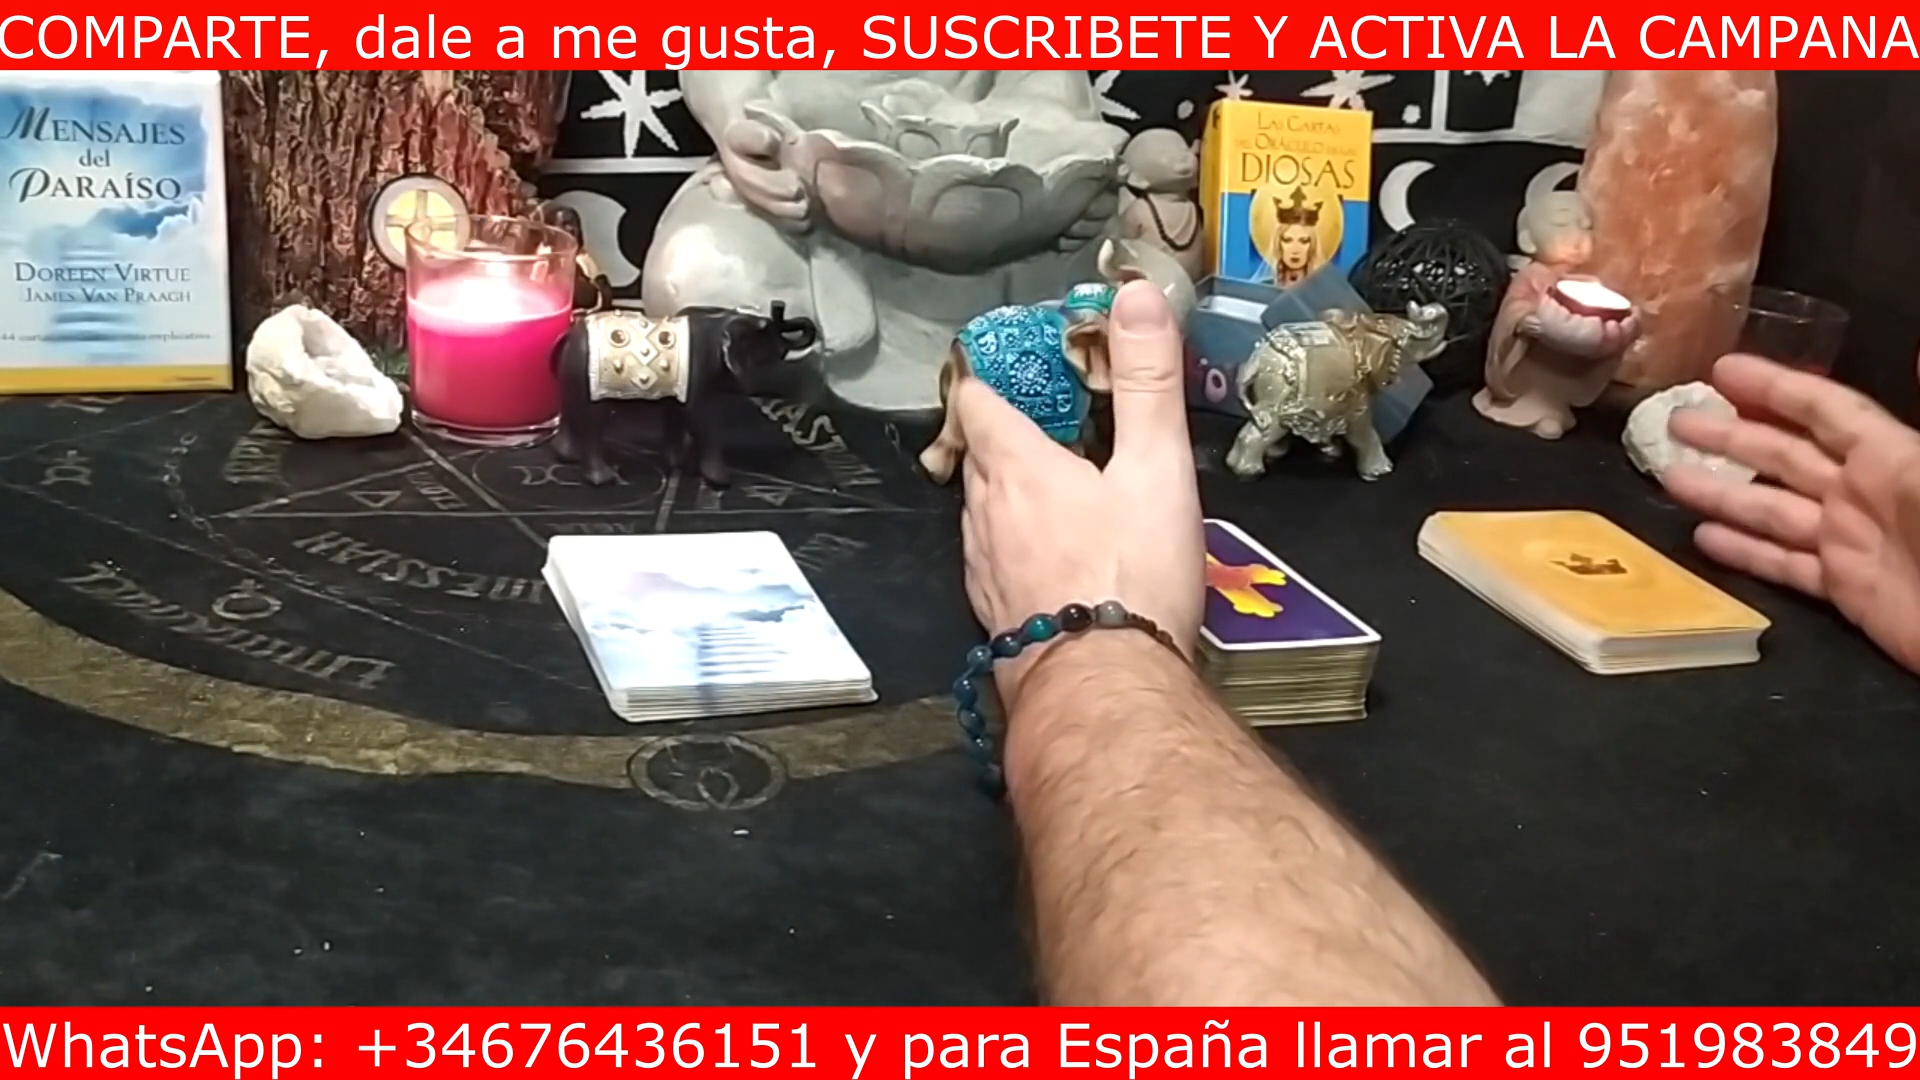 COMPARTE, dale a me gusta, SUSCRIBETE Y ACTIVA LA CAMPANA
MENSAJES
del
PARAÍSO
DOREEN VIRTUE
JAMES VAN PRAAGH
LAS CARTAS
DIOSAS
MESSIAH
WhatsApp: +34676436151 y para España llamar al 951983849